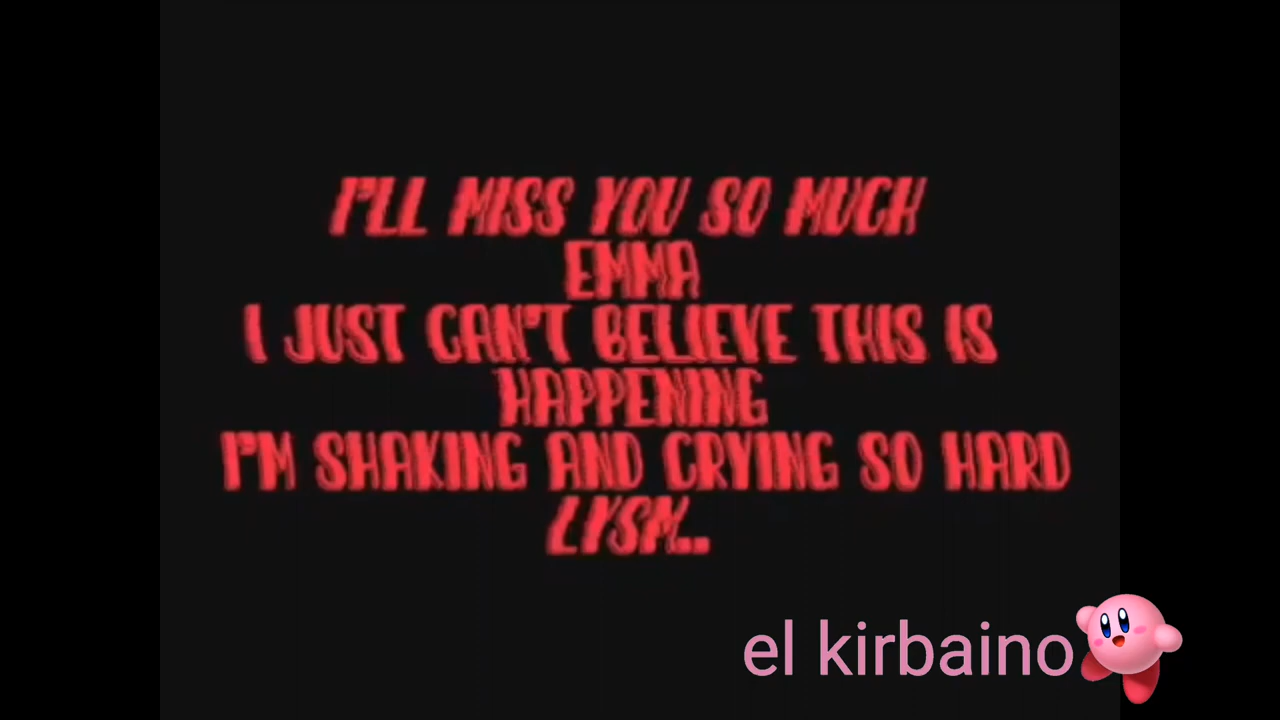 I'LL MISS YOU SO MUCH
EMMA
I JUST CAN'T BELIEVE THIS IS
HAPPENING
I'M SHAKING AND CRYING SO HARD
LYSM..
el kirbaino